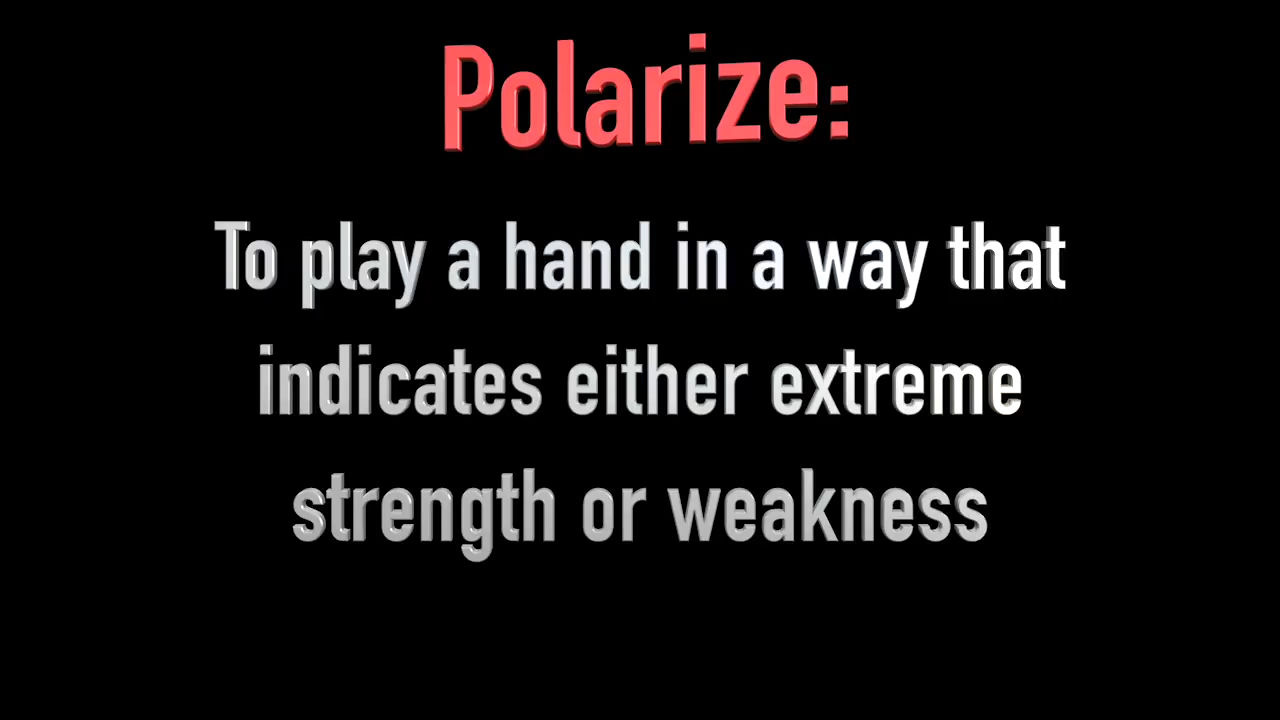 Polarize:
To play a hand in a way that
indicates either extreme
strength or weakness